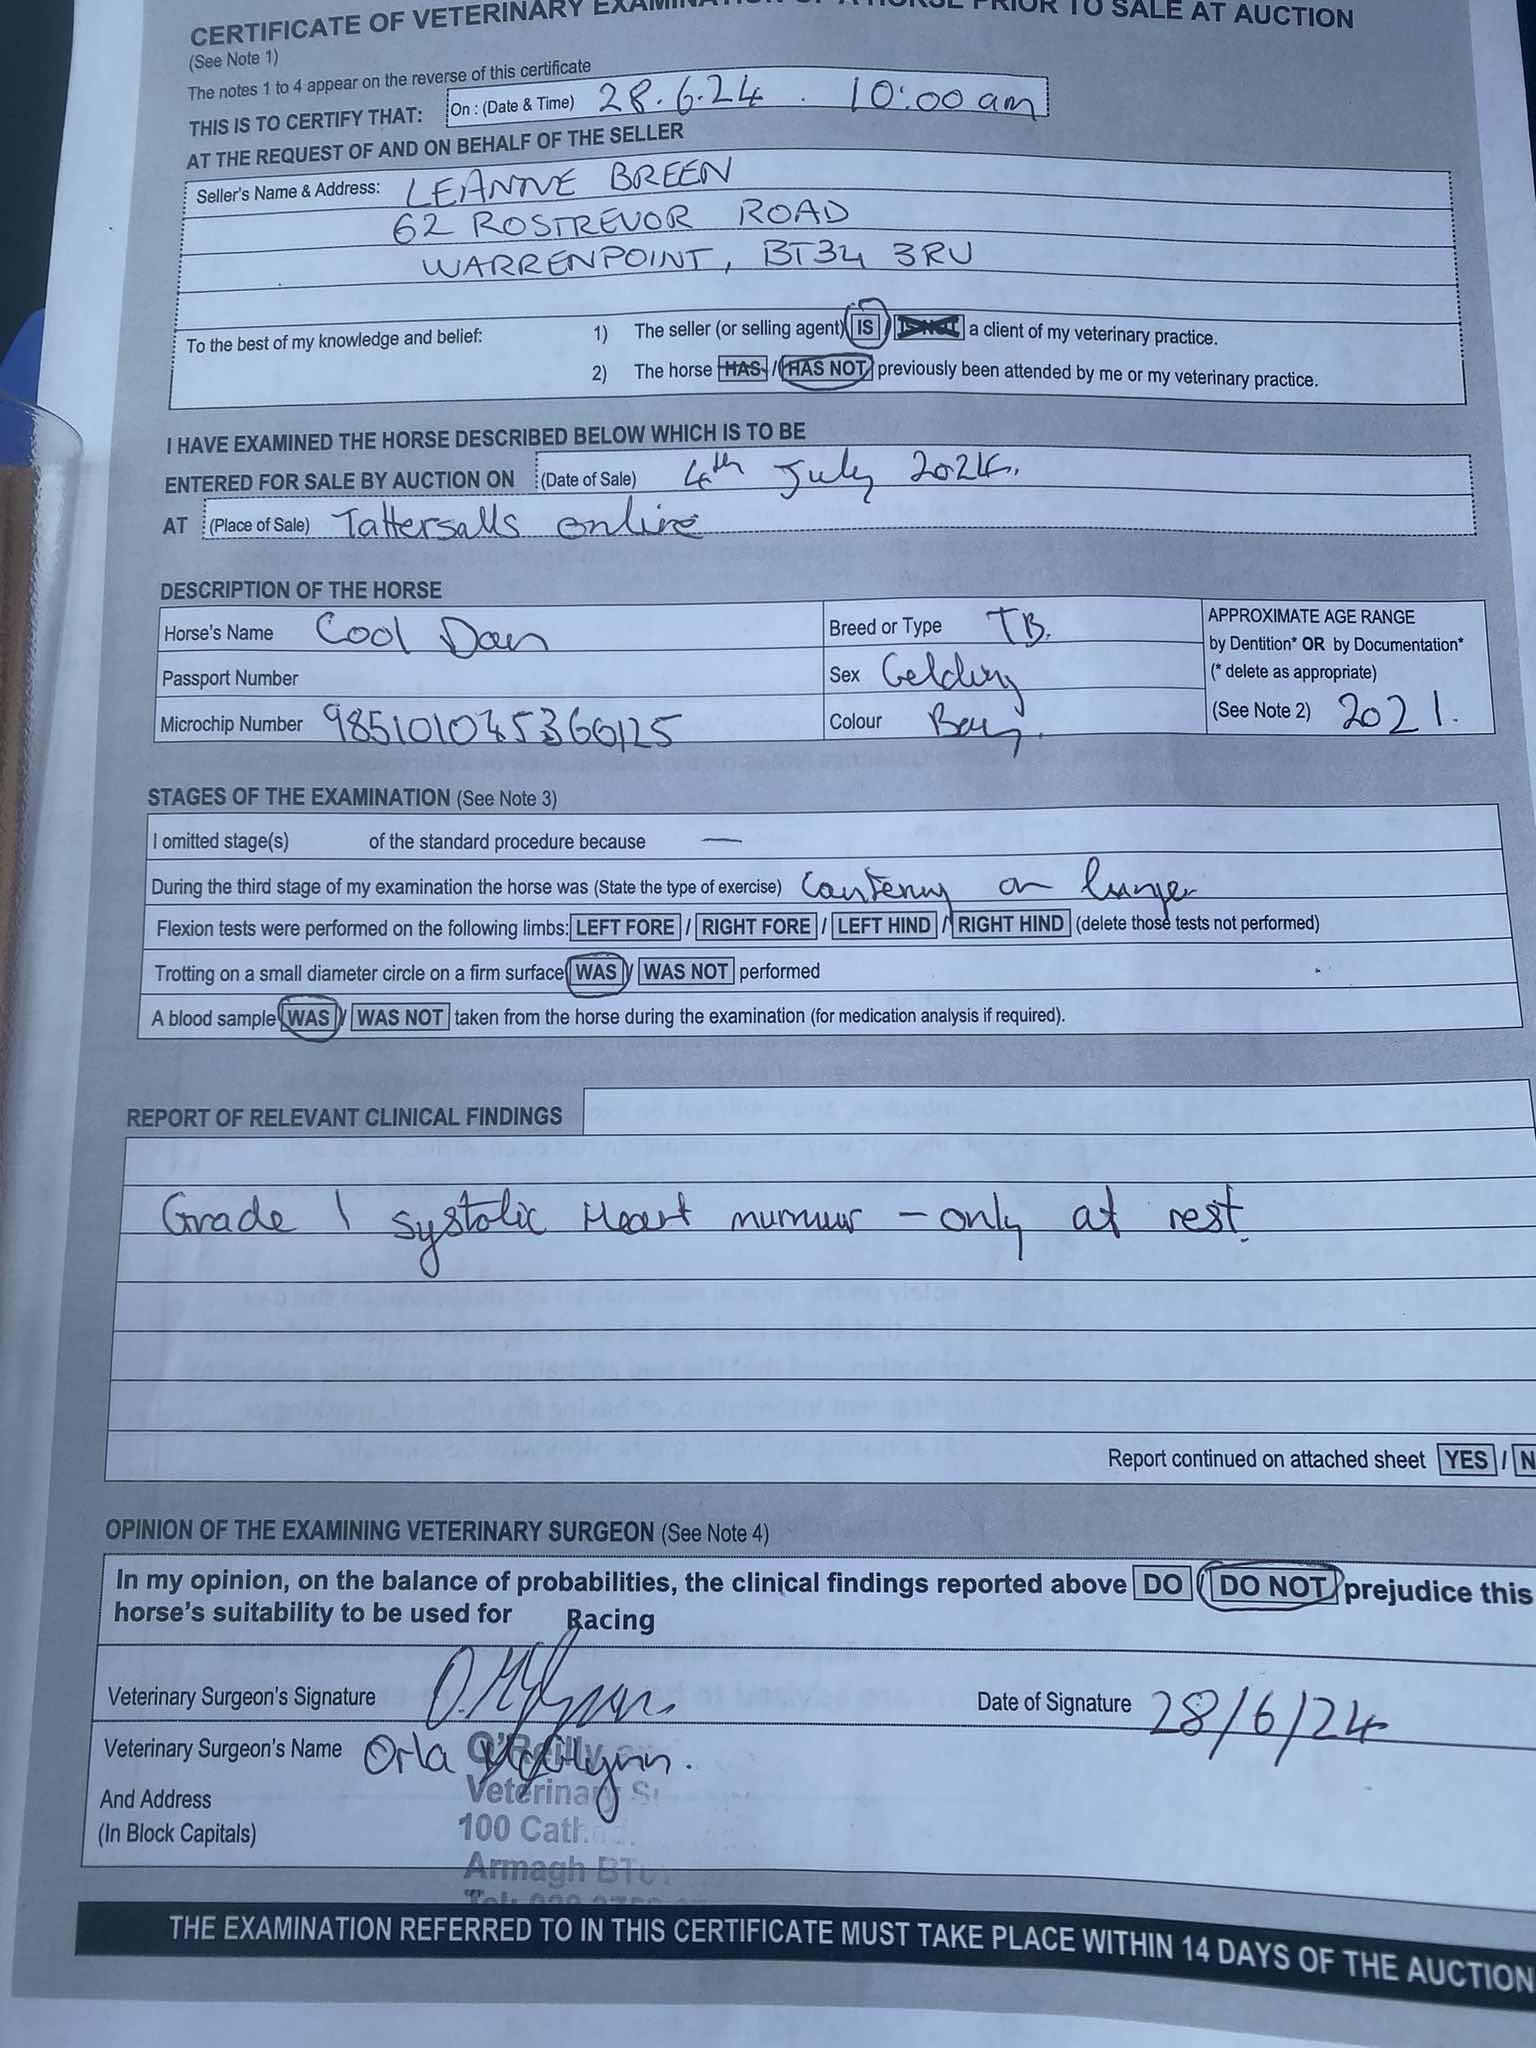 CERTIFICATE OF VETERINARY EXAMINATION OF A HORSE PRIOR TO SALE AT AUCTION
(See Note 1)
The notes 1 to 4 appear on the reverse of this certificate
THIS IS TO CERTIFY THAT: On : (Date & Time) 28.6.24 . 10:00 am
AT THE REQUEST OF AND ON BEHALF OF THE SELLER
Seller's Name & Address: LEANNE BREEN
62 ROSTREVOR ROAD
WARRENPOINT, BT34 3RU
To the best of my knowledge and belief: 1) The seller (or selling agent) IS / IS NOT a client of my veterinary practice.
2) The horse HAS / HAS NOT previously been attended by me or my veterinary practice.
I HAVE EXAMINED THE HORSE DESCRIBED BELOW WHICH IS TO BE
ENTERED FOR SALE BY AUCTION ON (Date of Sale) 4th July 2024.
AT (Place of Sale) Tattersalls online
DESCRIPTION OF THE HORSE
Horse's Name Cool Dan Breed or Type TB. APPROXIMATE AGE RANGE
by Dentition* OR by Documentation*
Passport Number Sex Gelding (* delete as appropriate)
Microchip Number Colour Bay. (See Note 2) 2021.
STAGES OF THE EXAMINATION (See Note 3)
I omitted stage(s) of the standard procedure because —
During the third stage of my examination the horse was (State the type of exercise) on lunge
Flexion tests were performed on the following limbs: LEFT FORE / RIGHT FORE / LEFT HIND / RIGHT HIND (delete those tests not performed)
Trotting on a small diameter circle on a firm surface WAS / WAS NOT performed
A blood sample WAS / WAS NOT taken from the horse during the examination (for medication analysis if required).
REPORT OF RELEVANT CLINICAL FINDINGS
Grade 1 systolic Heart murmur - only at rest.
Report continued on attached sheet YES / N
OPINION OF THE EXAMINING VETERINARY SURGEON (See Note 4)
In my opinion, on the balance of probabilities, the clinical findings reported above DO / DO NOT prejudice this
horse's suitability to be used for Racing
Veterinary Surgeon's Signature Date of Signature 28/6/24
Veterinary Surgeon's Name Orla
O'Reilly
And Address Veterinary
(In Block Capitals) 100
Armagh
THE EXAMINATION REFERRED TO IN THIS CERTIFICATE MUST TAKE PLACE WITHIN 14 DAYS OF THE AUCTION